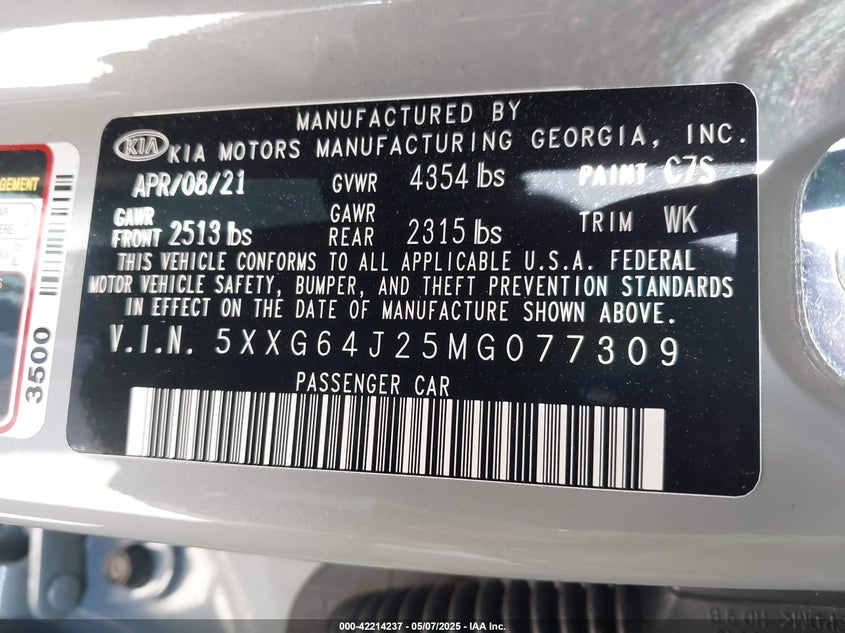 MANUFACTURED BY
KIA KIA MOTORS MANUFACTURING GEORGIA, INC.
APR/08/21 GVWR 4354 lbs PAINT C7S
GAWR FRONT 2513 lbs GAWR REAR 2315 lbs TRIM WK
THIS VEHICLE CONFORMS TO ALL APPLICABLE U.S.A. FEDERAL
MOTOR VEHICLE SAFETY, BUMPER, AND THEFT PREVENTION STANDARDS
IN EFFECT ON THE DATE OF MANUFACTURE SHOWN ABOVE.
V.I.N. 5XXG64J25MG077309
PASSENGER CAR
3500
000-42214237 - 05/07/2025 - IAA Inc.